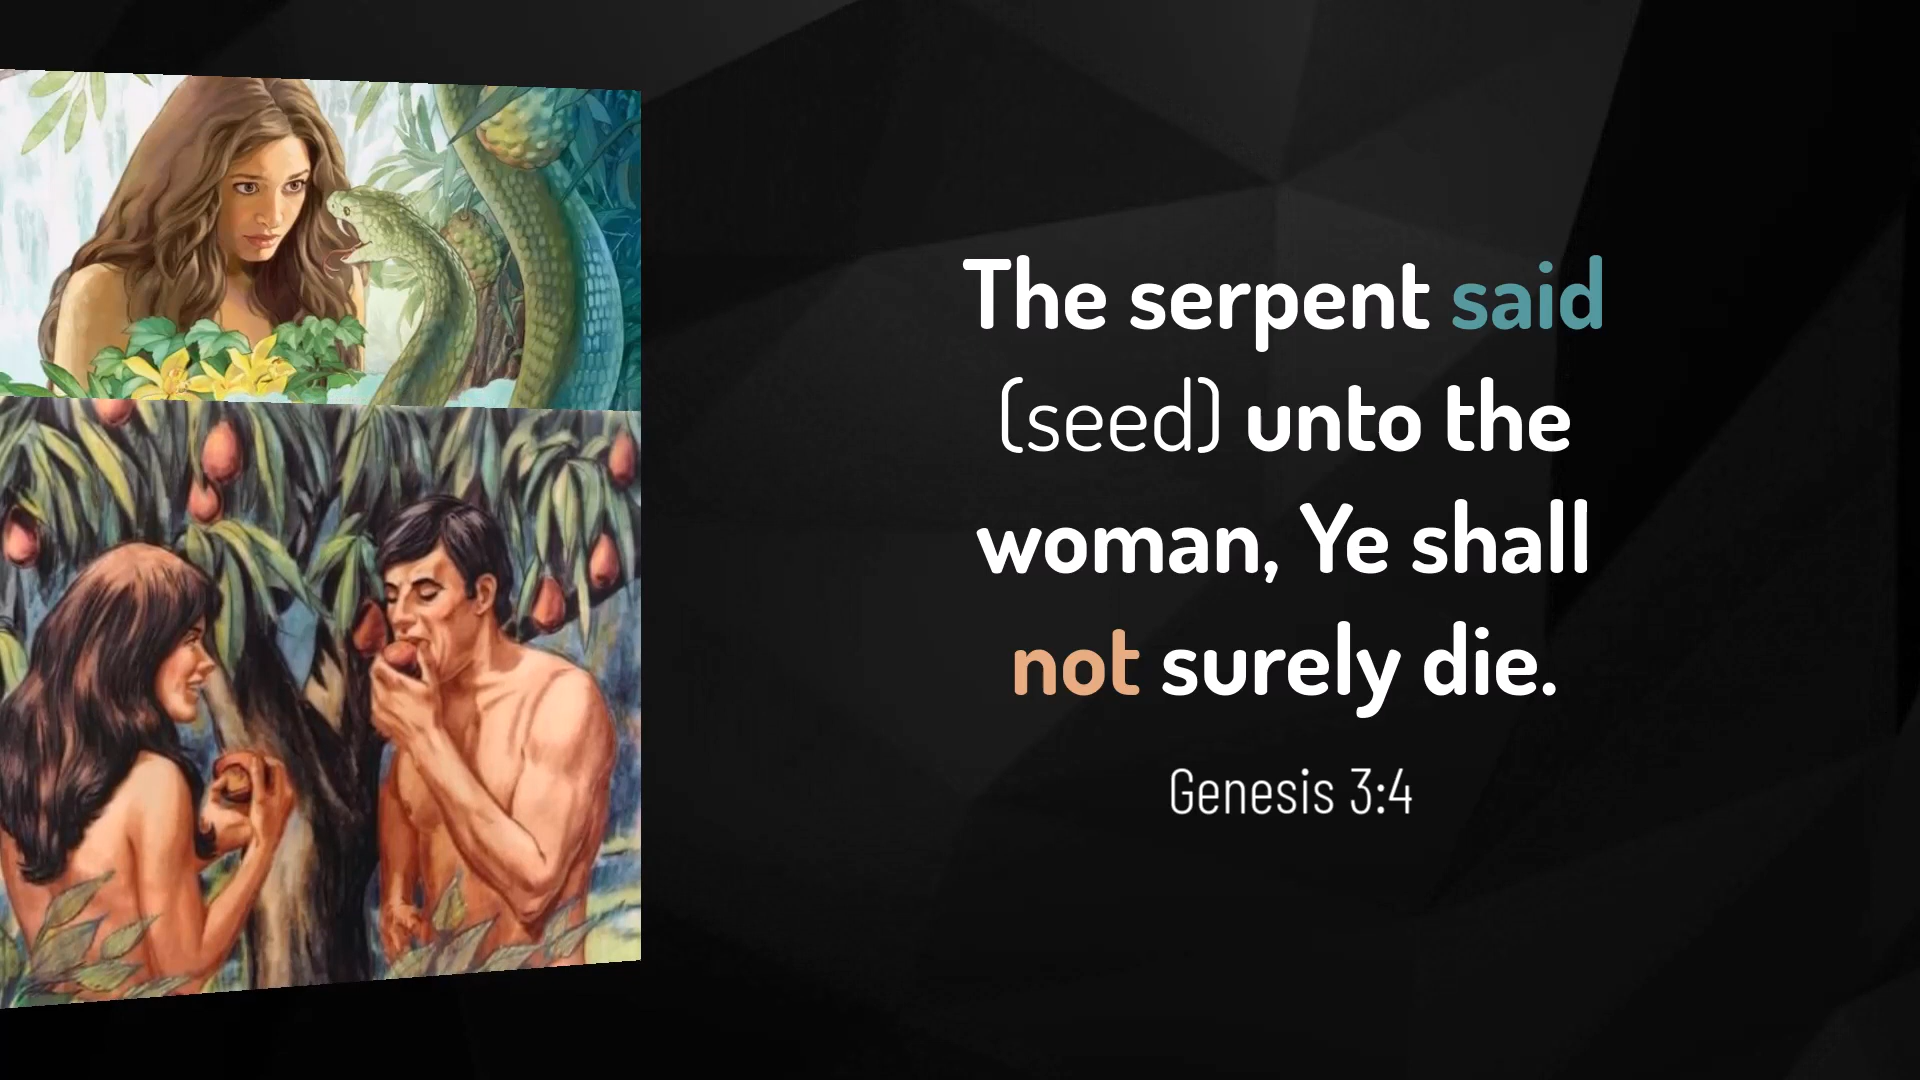 The serpent said
(seed) unto the
woman, Ye shall
not surely die.
Genesis 3:4